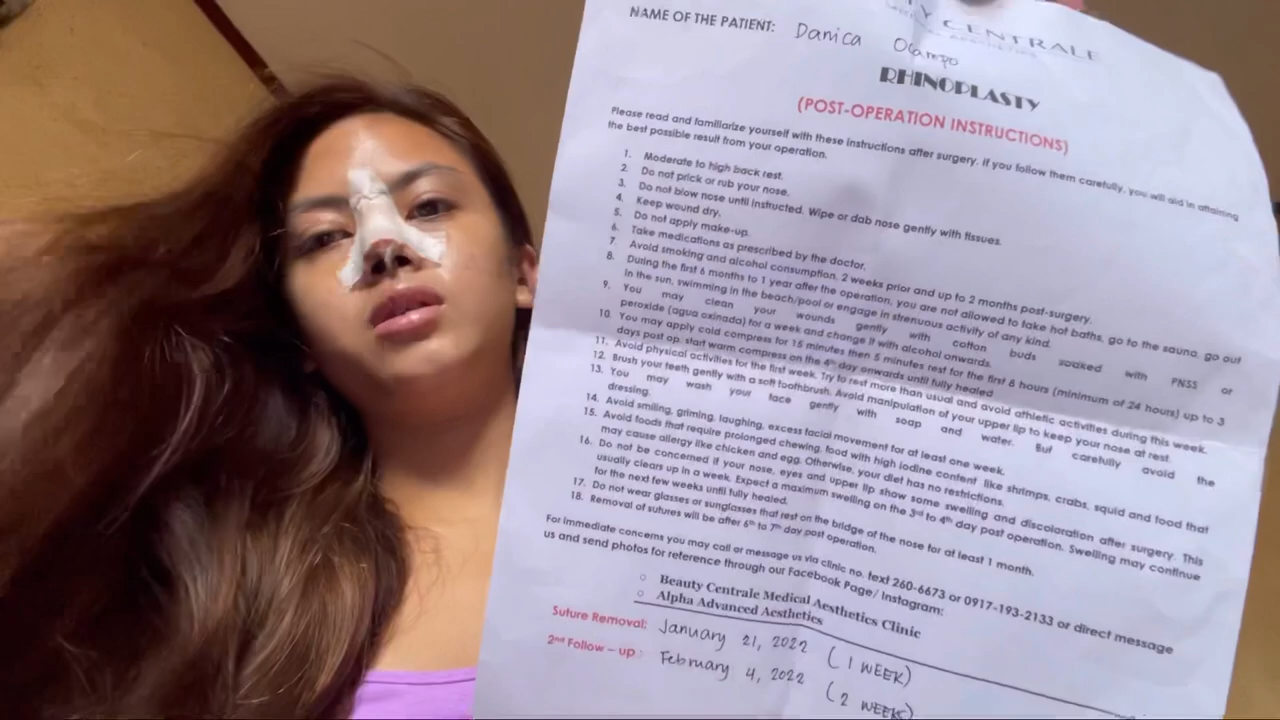 TY CENTRALE
NAME OF THE PATIENT: Danica Ocampo
RHINOPLASTY
(POST-OPERATION INSTRUCTIONS)
Please read and familiarize yourself with these instructions after surgery. If you follow them carefully, you will aid in attaining
the best possible result from your operation.
1. Moderate to high back rest.
2. Do not prick or rub your nose.
3. Do not blow nose until instructed. Wipe or dab nose gently with tissues.
4. Keep wound dry.
5. Do not apply make-up.
6. Take medications as prescribed by the doctor.
7. Avoid smoking and alcohol consumption, 2 weeks prior and up to 2 months post-surgery.
8. During the first 6 months to 1 year after the operation, you are not allowed to take hot baths, go to the sauna, go out
in the sun, swimming in the beach/pool or engage in strenuous activity of any kind.
9. You may clean your wounds gently with cotton buds soaked with PNSS or
peroxide (agua oxinada) for a week and change it with alcohol onwards.
10. You may apply cold compress for 15 minutes then 5 minutes rest for the first 6 hours (minimum of 24 hours) up to 3
days post op, start warm compress on the 4th day onwards until fully healed
11. Avoid physical activities for the first week. Try to rest more than usual and avoid athletic activities during this week.
12. Brush your teeth gently with a soft toothbrush. Avoid manipulation of your upper lip to keep your nose at rest.
13. You may wash your face gently with soap and water. But carefully avoid the
dressing.
14. Avoid smiling, griming, laughing, excess facial movement for at least one week.
15. Avoid foods that require prolonged chewing, food with high iodine content like shrimps, crabs, squid and food that
may cause allergy like chicken and egg. Otherwise, your diet has no restrictions.
16. Do not be concerned if your nose, eyes and upper lip show some swelling and discoloration after surgery. This
usually clears up in a week. Expect a maximum swelling on the 3rd to 4th day post operation. Swelling may continue
for the next few weeks until fully healed.
17. Do not wear glasses or sunglasses that rest on the bridge of the nose for at least 1 month.
18. Removal of sutures will be after 6th to 7th day post operation.
For immediate concerns you may call or message us via clinic no. text 260-6673 or 0917-193-2133 or direct message
us and send photos for reference through our Facebook Page/ Instagram:
○ Beauty Centrale Medical Aesthetics Clinic
○ Alpha Advanced Aesthetics
Suture Removal: January 21, 2022 (1 WEEK)
2nd Follow – up: February 4, 2022 (2 WEEKS)